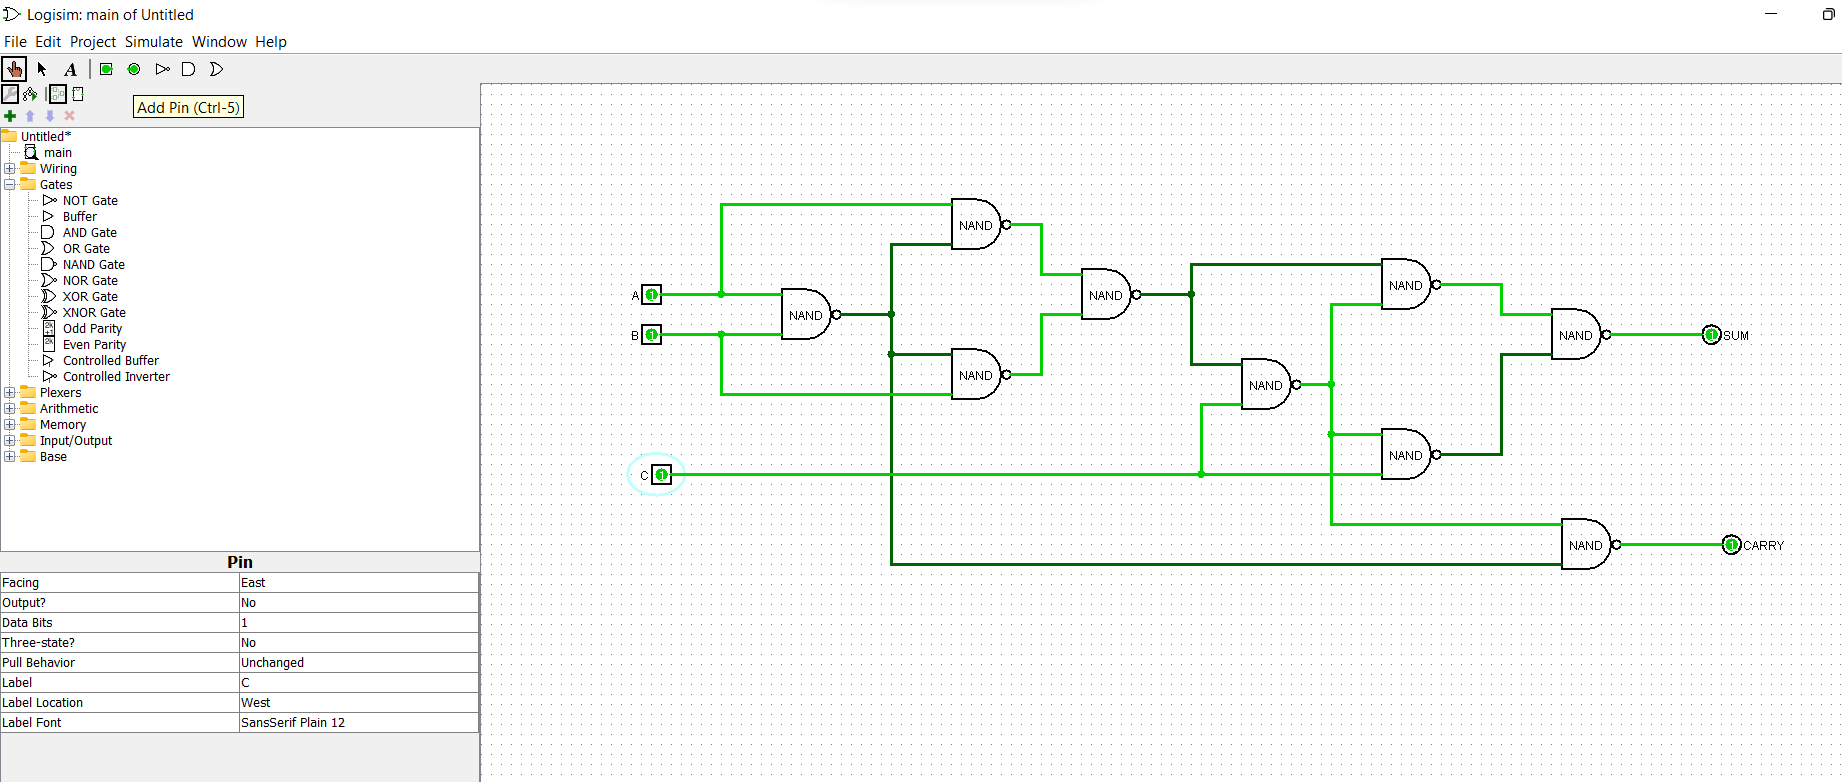 Logisim: main of Untitled
File Edit Project Simulate Window Help
A
Add Pin (Ctrl-5)
Untitled*
main
Wiring
Gates
NOT Gate
Buffer
AND Gate
OR Gate
NAND Gate
NOR Gate
XOR Gate
XNOR Gate
Odd Parity
Even Parity
Controlled Buffer
Controlled Inverter
Plexers
Arithmetic
Memory
Input/Output
Base
Pin
Facing East
Output? No
Data Bits 1
Three-state? No
Pull Behavior Unchanged
Label C
Label Location West
Label Font SansSerif Plain 12
NAND
A 1
NAND
NAND
NAND
B 1
NAND
NAND
NAND
1 SUM
NAND
C 1
NAND
NAND
1 CARRY